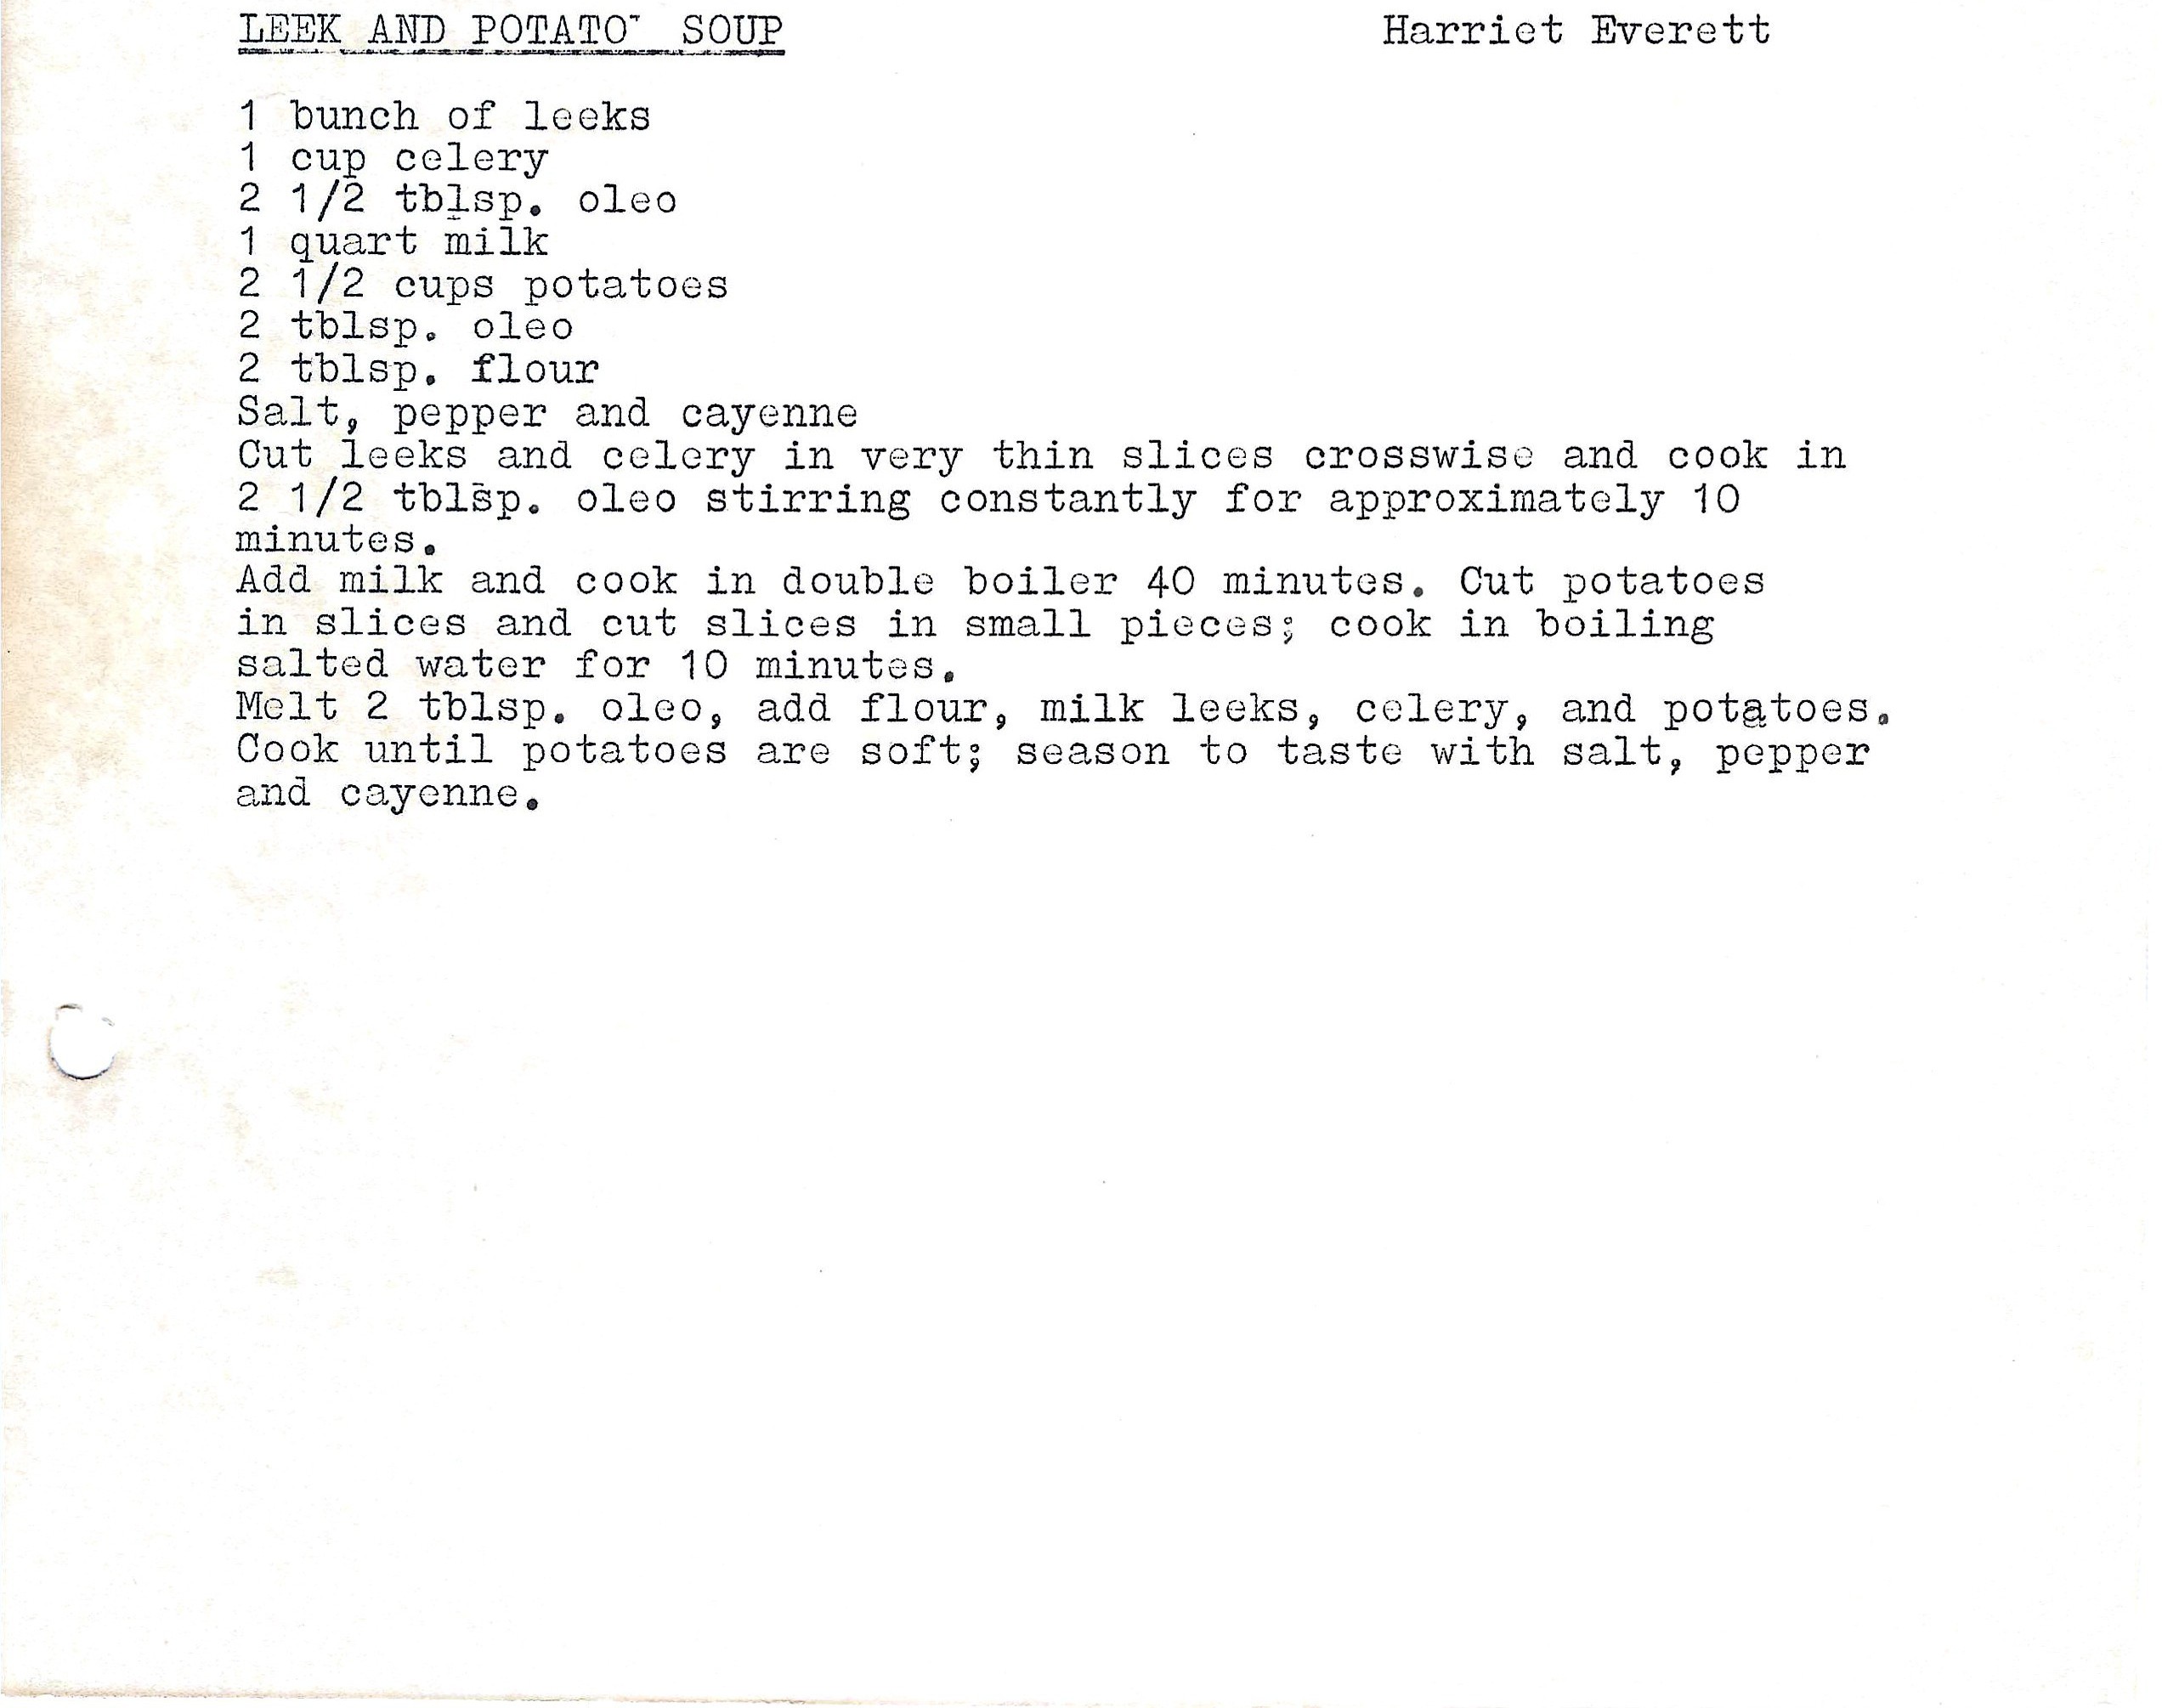 LEEK AND POTATO SOUP Harriet Everett
1 bunch of leeks
1 cup celery
2 1/2 tblsp. oleo
1 quart milk
2 1/2 cups potatoes
2 tblsp. oleo
2 tblsp. flour
Salt, pepper and cayenne
Cut leeks and celery in very thin slices crosswise and cook in
2 1/2 tblsp. oleo stirring constantly for approximately 10
minutes.
Add milk and cook in double boiler 40 minutes. Cut potatoes
in slices and cut slices in small pieces; cook in boiling
salted water for 10 minutes.
Melt 2 tblsp. oleo, add flour, milk leeks, celery, and potatoes.
Cook until potatoes are soft; season to taste with salt, pepper
and cayenne.